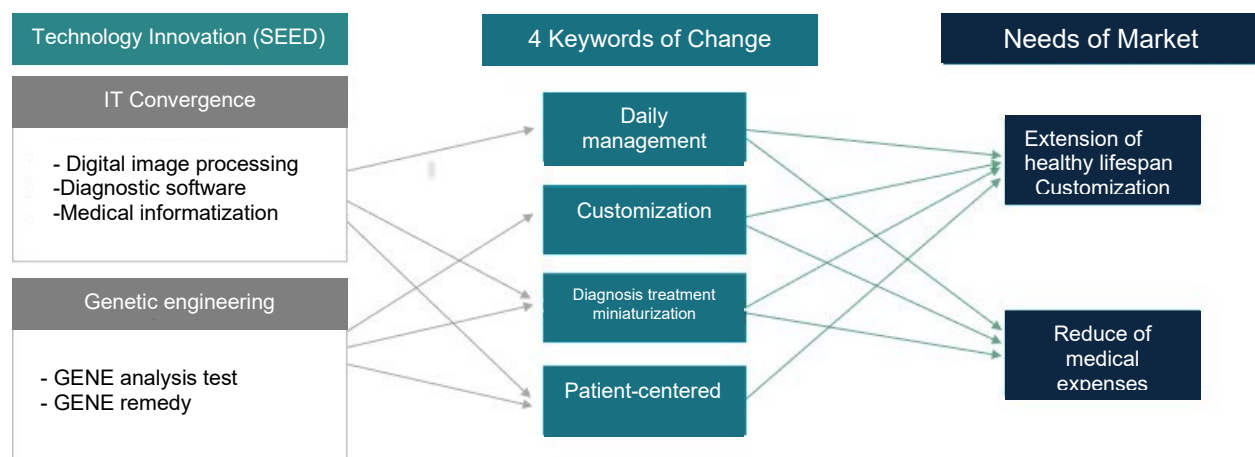 Technology Innovation (SEED)
4 Keywords of Change
Needs of Market
IT Convergence
- Digital image processing
-Diagnostic software
-Medical informatization
Genetic engineering
- GENE analysis test
- GENE remedy
Daily
management
Customization
Diagnosis treatment
miniaturization
Patient-centered
Extension of
healthy lifespan
Customization
Reduce of
medical
expenses